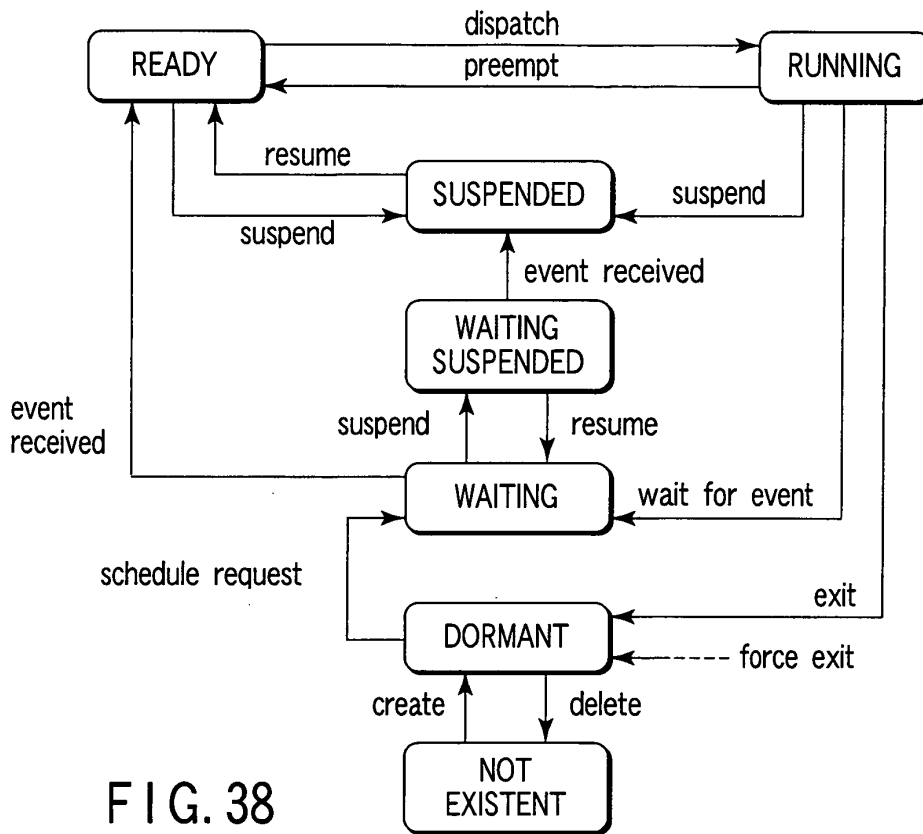 dispatch
READY
preempt
RUNNING
resume
SUSPENDED
suspend
suspend
event received
WAITING
SUSPENDED
event
received
suspend
resume
WAITING
wait for event
schedule request
exit
DORMANT
force exit
create
delete
NOT
EXISTENT
FIG. 38